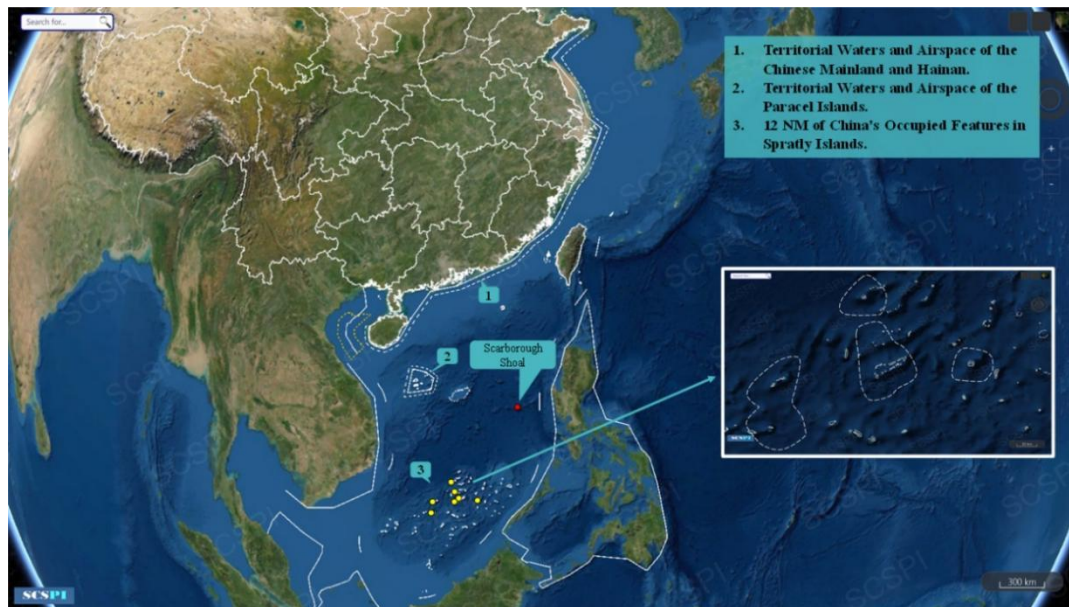 Search for...
1. Territorial Waters and Airspace of the
Chinese Mainland and Hainan.
2. Territorial Waters and Airspace of the
Paracel Islands.
3. 12 NM of China's Occupied Features in
Spratly Islands.
1
2
Scarborough
Shoal
3
SCSPI
300 km
SCSPI